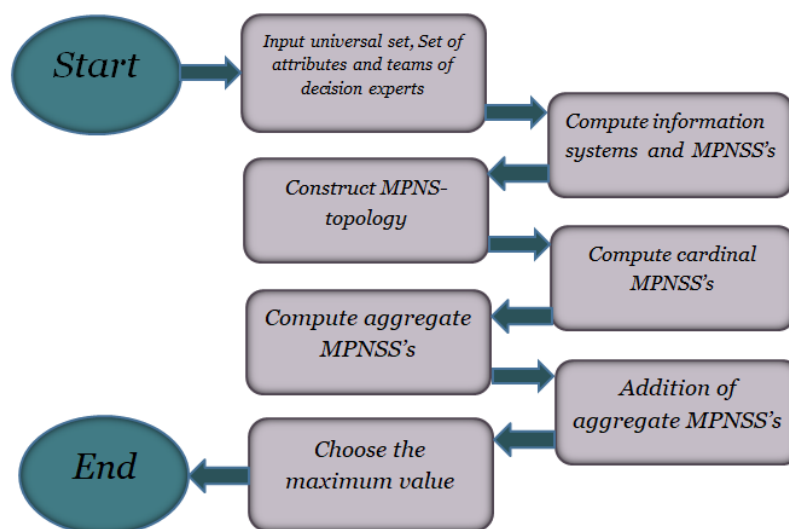 Start
Input universal set, Set of
attributes and teams of
decision experts
Compute information
systems and MPNSS's
Construct MPNS-
topology
Compute cardinal
MPNSS's
Compute aggregate
MPNSS's
Addition of
aggregate MPNSS's
Choose the
maximum value
End